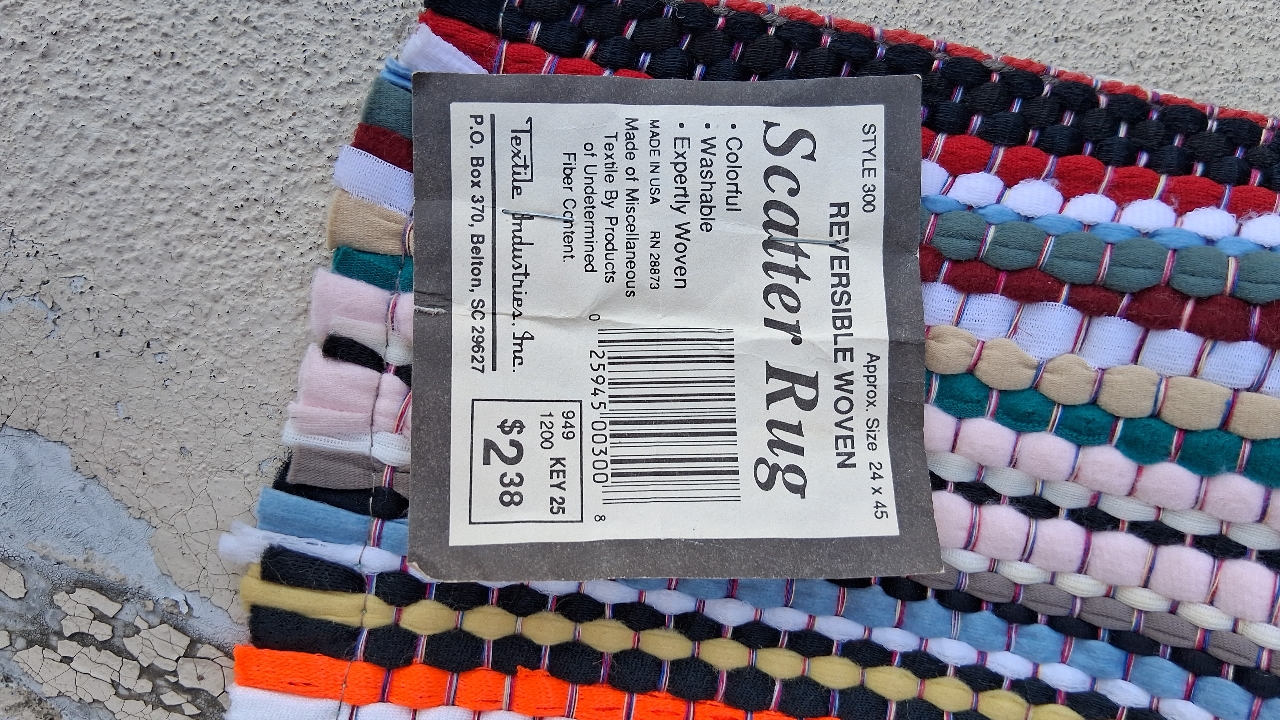 STYLE 300 Approx. Size 24 x 45
REVERSIBLE WOVEN
Scatter Rug
• Colorful
• Washable
• Expertly Woven
MADE IN USA RN 28873
Made of Miscellaneous
Textile By Products
of Undetermined
Fiber Content.
0 25945 00300 8
Textile Industries, Inc.
P.O. Box 370, Belton, SC 29627
949
1200 KEY 25
$2 38